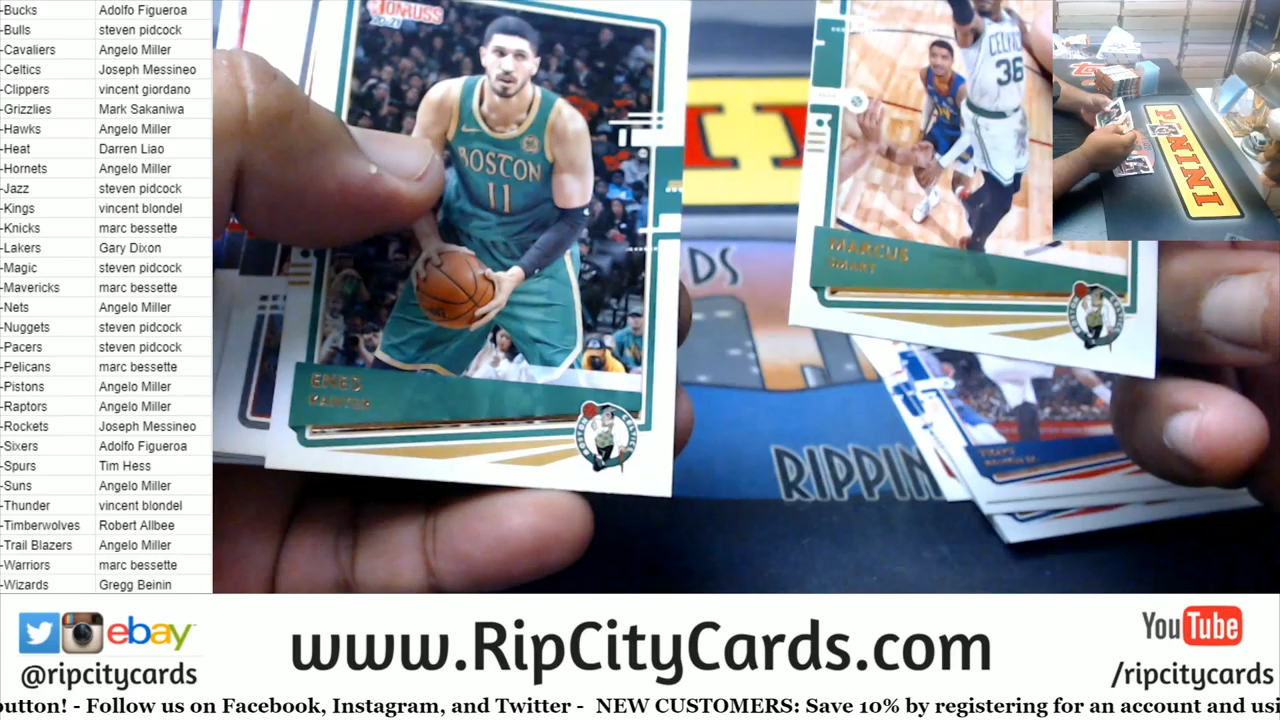 -Bucks Adolfo Figueroa
-Bulls steven pidcock
-Cavaliers Angelo Miller
-Celtics Joseph Messineo
-Clippers vincent giordano
-Grizzlies Mark Sakaniwa
-Hawks Angelo Miller
-Heat Darren Liao
-Hornets Angelo Miller
-Jazz steven pidcock
-Kings vincent blondel
-Knicks marc bessette
-Lakers Gary Dixon
-Magic steven pidcock
-Mavericks marc bessette
-Nets Angelo Miller
-Nuggets steven pidcock
-Pacers steven pidcock
-Pelicans marc bessette
-Pistons Angelo Miller
-Raptors Angelo Miller
-Rockets Joseph Messineo
-Sixers Adolfo Figueroa
-Spurs Tim Hess
-Suns Angelo Miller
-Thunder vincent blondel
-Timberwolves Robert Allbee
-Trail Blazers Angelo Miller
-Warriors marc bessette
-Wizards Gregg Beinin
BOSTON
11
ENES
KANTER
CELTICS
36
MARCUS
SMART
DS
RIPPIN
PANINI
ebay
@ripcitycards
www.RipCityCards.com
YouTube
/ripcitycards
button! - Follow us on Facebook, Instagram, and Twitter - NEW CUSTOMERS: Save 10% by registering for an account and usi